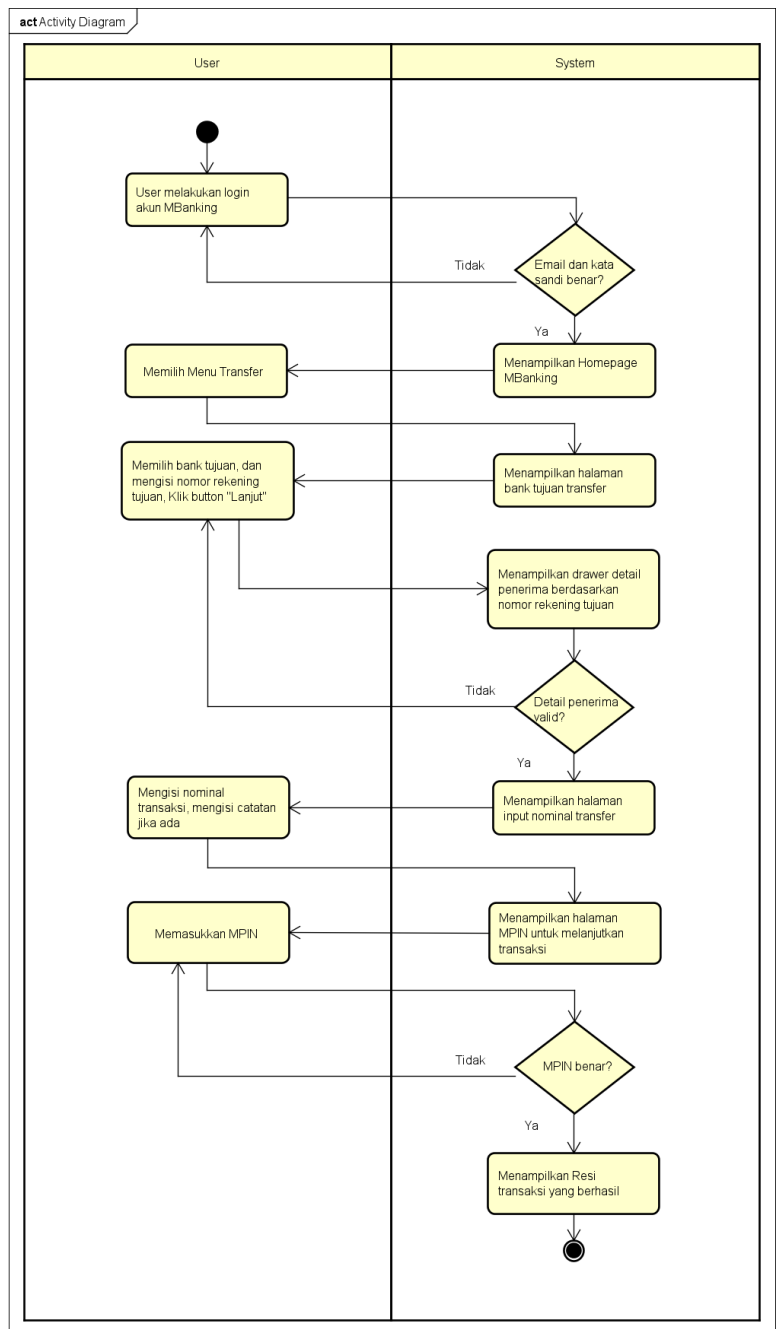 act Activity Diagram
User
System
User melakukan login
akun MBanking
Email dan kata
sandi benar?
Tidak
Ya
Memilih Menu Transfer
Menampilkan Homepage
MBanking
Memilih bank tujuan, dan
mengisi nomor rekening
tujuan, Klik button "Lanjut"
Menampilkan halaman
bank tujuan transfer
Menampilkan drawer detail
penerima berdasarkan
nomor rekening tujuan
Tidak
Detail penerima
valid?
Ya
Mengisi nominal
transaksi, mengisi catatan
jika ada
Menampilkan halaman
input nominal transfer
Memasukkan MPIN
Menampilkan halaman
MPIN untuk melanjutkan
transaksi
Tidak
MPIN benar?
Ya
Menampilkan Resi
transaksi yang berhasil